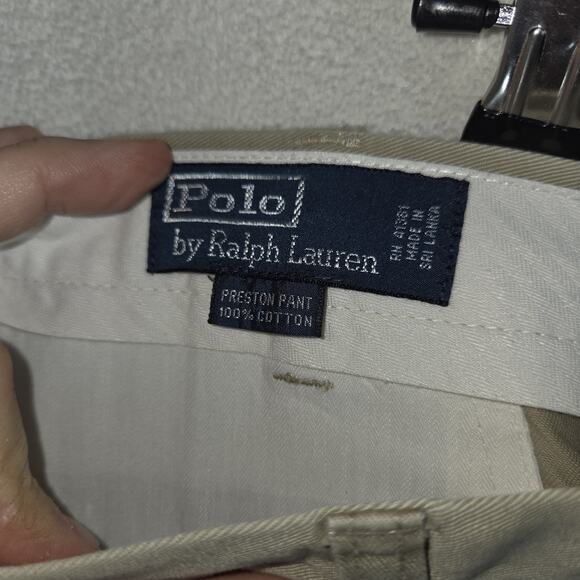 Polo
by Ralph Lauren
RN 41381
MADE IN
SRI LANKA
PRESTON PANT
100% COTTON